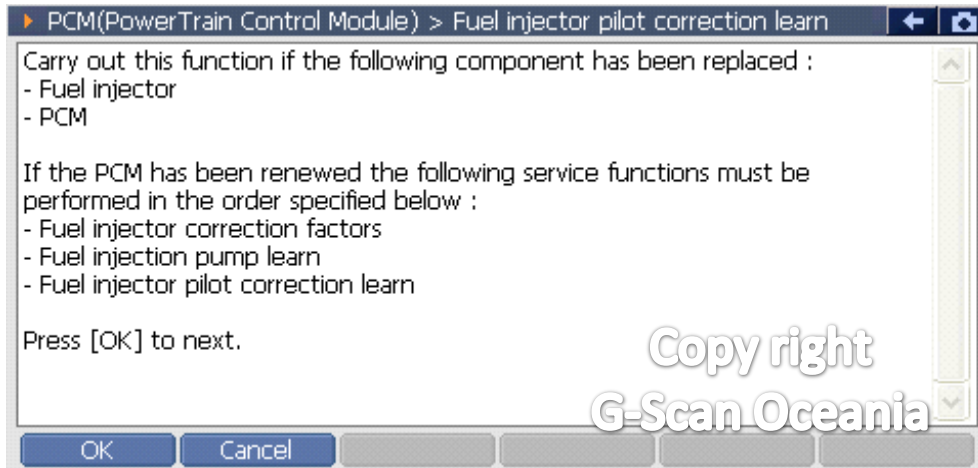 PCM(PowerTrain Control Module) > Fuel injector pilot correction learn
Carry out this function if the following component has been replaced :
- Fuel injector
- PCM
If the PCM has been renewed the following service functions must be
performed in the order specified below :
- Fuel injector correction factors
- Fuel injection pump learn
- Fuel injector pilot correction learn
Press [OK] to next.
Copy right
G-Scan Oceania
OK Cancel